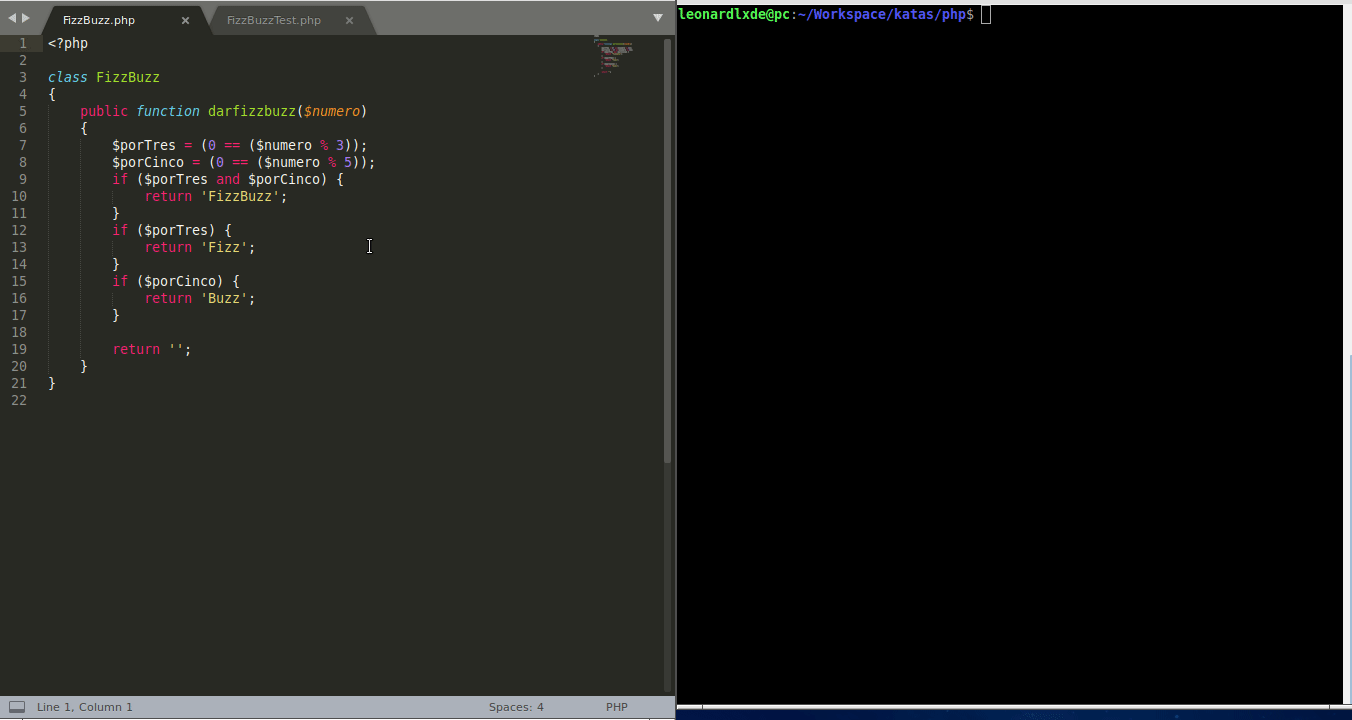 FizzBuzz.php × FizzBuzzTest.php ×
1 <?php
2
3 class FizzBuzz
4 {
5     public function darfizzbuzz($numero)
6     {
7         $porTres = (0 == ($numero % 3));
8         $porCinco = (0 == ($numero % 5));
9         if ($porTres and $porCinco) {
10             return 'FizzBuzz';
11         }
12         if ($porTres) {
13             return 'Fizz';
14         }
15         if ($porCinco) {
16             return 'Buzz';
17         }
18
19         return '';
20     }
21 }
22
Line 1, Column 1 Spaces: 4 PHP
leonardlxde@pc:~/Workspace/katas/php$